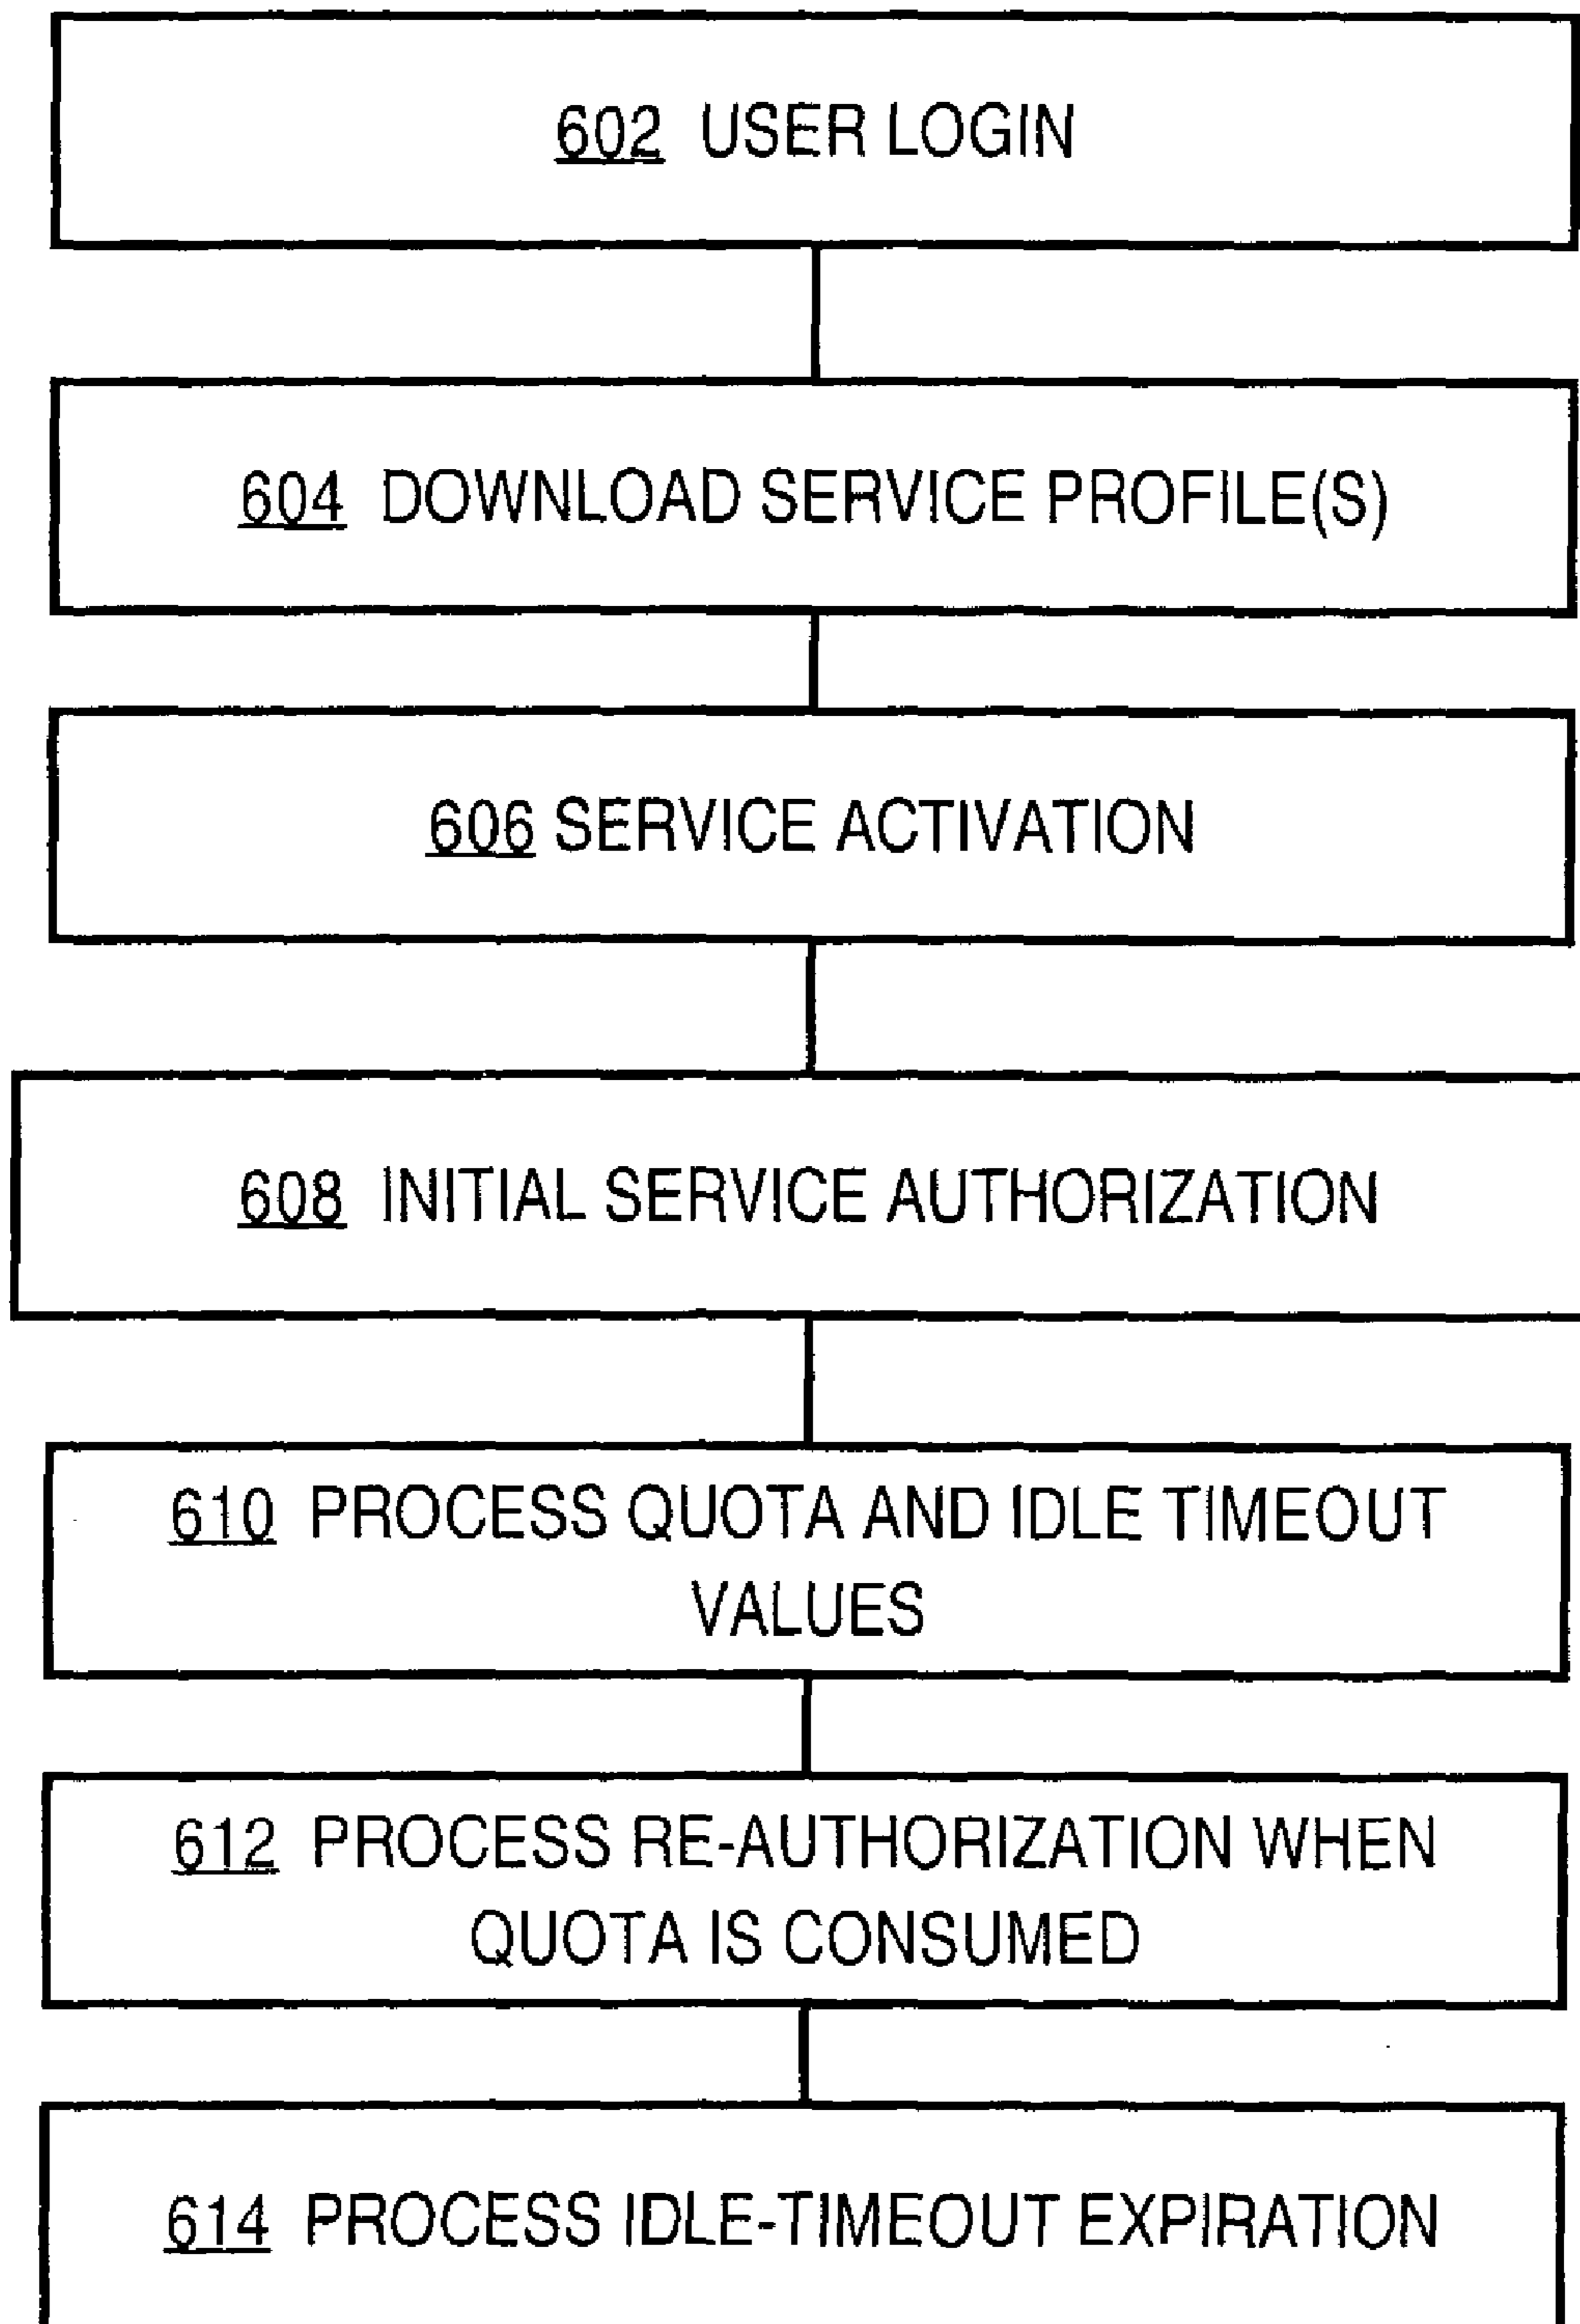 602 USER LOGIN
604 DOWNLOAD SERVICE PROFILE(S)
606 SERVICE ACTIVATION
608 INITIAL SERVICE AUTHORIZATION
610 PROCESS QUOTA AND IDLE TIMEOUT
VALUES
612 PROCESS RE-AUTHORIZATION WHEN
QUOTA IS CONSUMED
614 PROCESS IDLE-TIMEOUT EXPIRATION